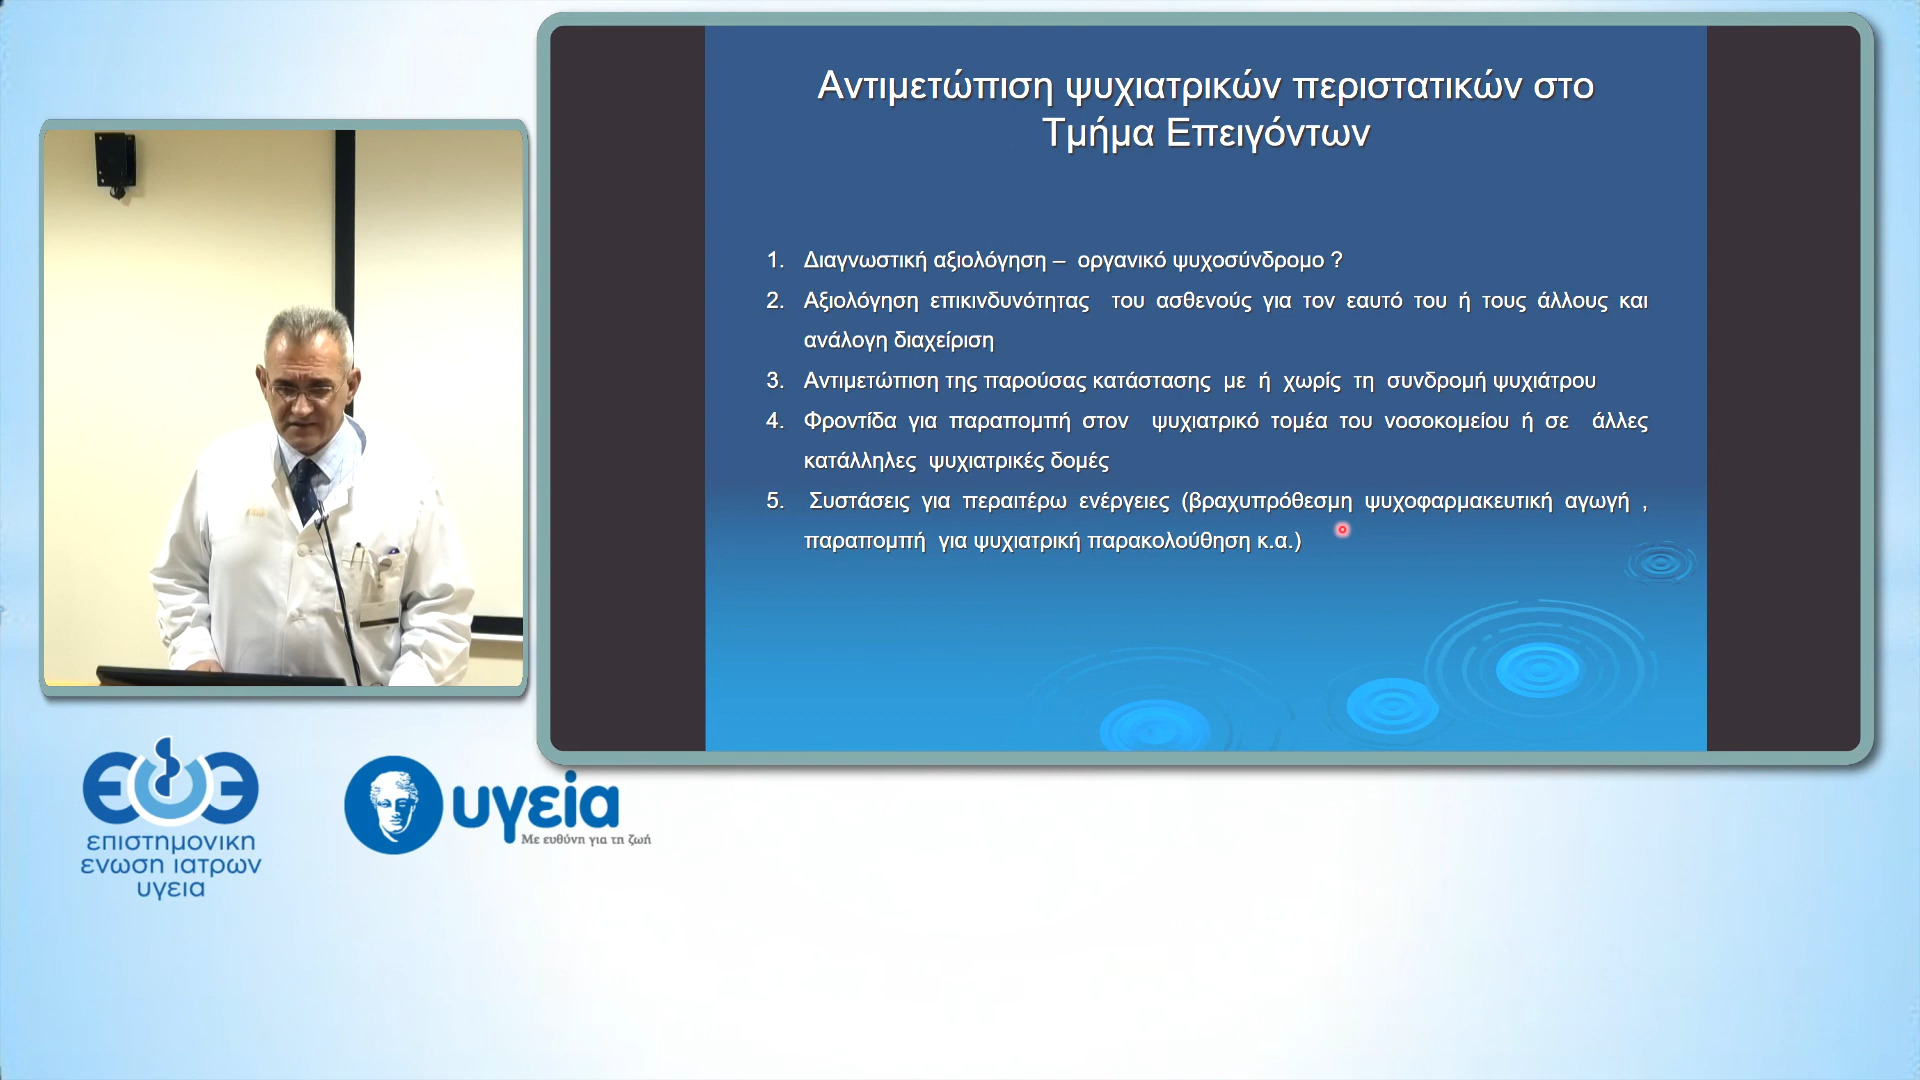 Αντιμετώπιση ψυχιατρικών περιστατικών στο
Τμήμα Επειγόντων
1. Διαγνωστική αξιολόγηση – οργανικό ψυχοσύνδρομο ?
2. Αξιολόγηση επικινδυνότητας του ασθενούς για τον εαυτό του ή τους άλλους και
ανάλογη διαχείριση
3. Αντιμετώπιση της παρούσας κατάστασης με ή χωρίς τη συνδρομή ψυχιάτρου
4. Φροντίδα για παραπομπή στον ψυχιατρικό τομέα του νοσοκομείου ή σε άλλες
κατάλληλες ψυχιατρικές δομές
5. Συστάσεις για περαιτέρω ενέργειες (βραχυπρόθεσμη ψυχοφαρμακευτική αγωγή ,
παραπομπή για ψυχιατρική παρακολούθηση κ.α.)
επιστημονικη
ενωση ιατρων
υγεια
υγεία
Με ευθύνη για τη ζωή